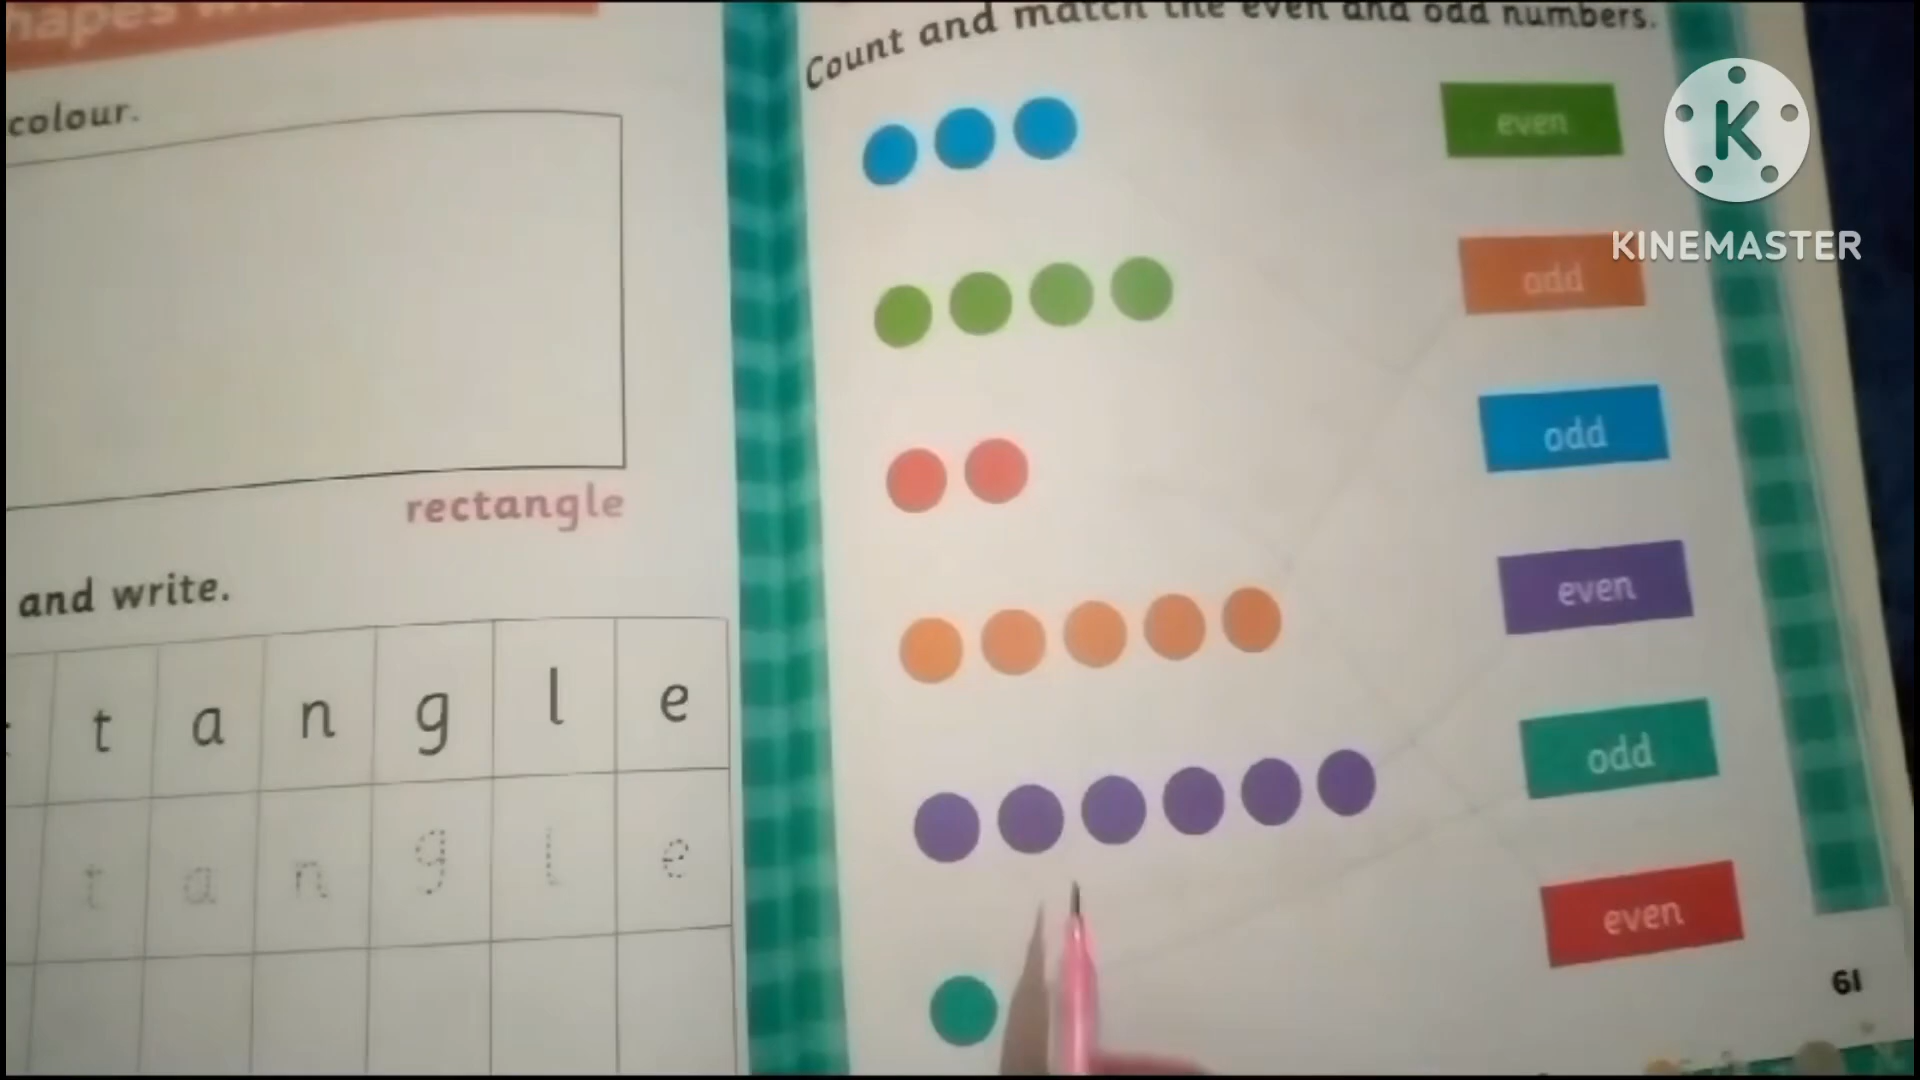 colour.
rectangle
and write.
t a n g l e
t a n g l e
Count and match the even and odd numbers.
even
odd
odd
even
odd
even
61
K
KINEMASTER